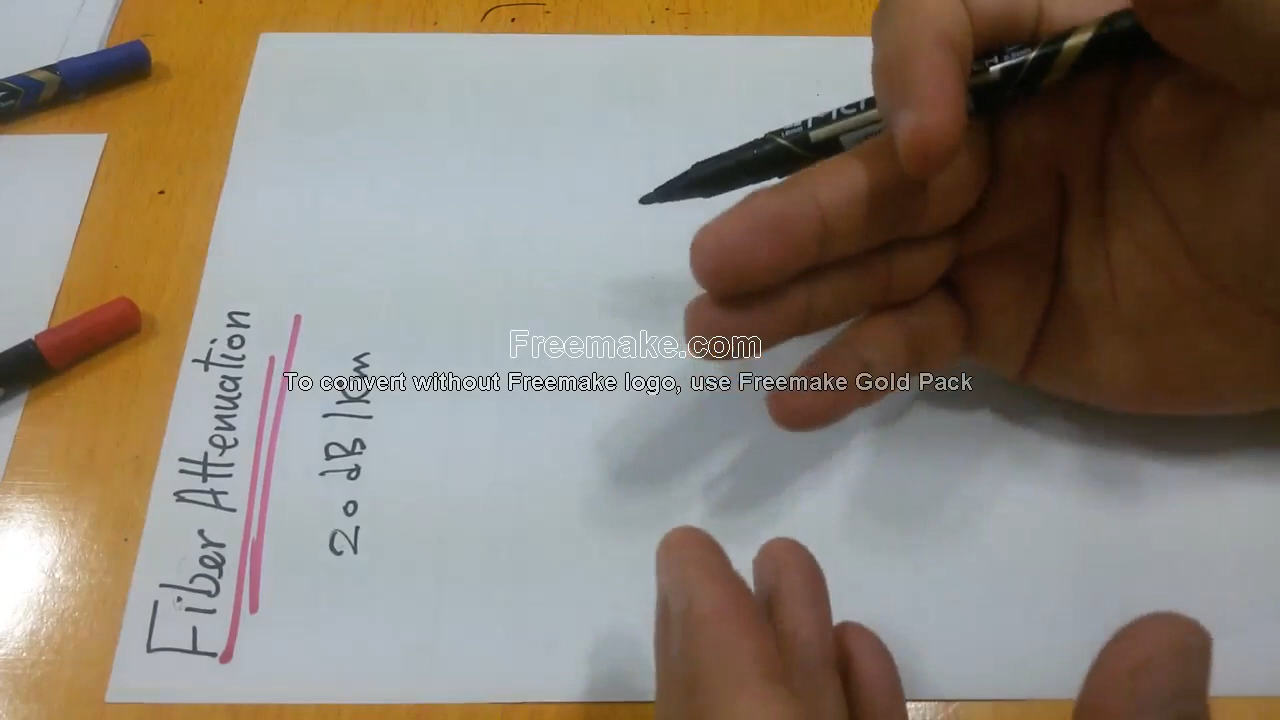 Fiber Attenuation
20 dB/Km
Freemake.com
To convert without Freemake logo, use Freemake Gold Pack